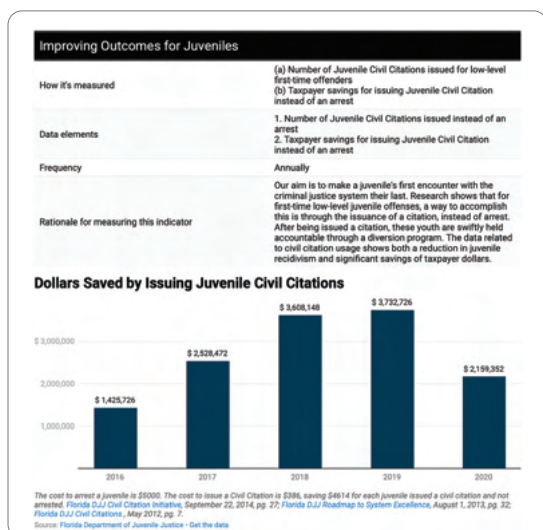 Improving Outcomes for Juveniles
How it's measured
(a) Number of Juvenile Civil Citations issued for low-level
first-time offenders
(b) Taxpayer savings for issuing Juvenile Civil Citation
instead of an arrest
Data elements
1. Number of Juvenile Civil Citations issued instead of an
arrest
2. Taxpayer savings for issuing Juvenile Civil Citation
instead of an arrest
Frequency
Annually
Rationale for measuring this indicator
Our aim is to make a juvenile's first encounter with the
criminal justice system their last. Research shows that for
first-time low-level juvenile offenses, a way to accomplish
this is through the issuance of a citation, instead of arrest.
After being issued a citation, these youth are swiftly held
accountable through a diversion program. The data related
to civil citation usage shows both a reduction in juvenile
recidivism and significant savings of taxpayer dollars.
Dollars Saved by Issuing Juvenile Civil Citations
$ 3,732,726
$ 3,608,148
$ 3,000,000
$ 2,528,472
$ 2,159,352
2,000,000
$ 1,425,726
1,000,000
2016 2017 2018 2019 2020
The cost to arrest a juvenile is $5000. The cost to issue a Civil Citation is $386, saving $4614 for each juvenile issued a civil citation and not
arrested. Florida DJJ Civil Citation Initiative, September 22, 2014, pg. 27; Florida DJJ Roadmap to System Excellence, August 1, 2013, pg. 32;
Florida DJJ Civil Citations , May 2012, pg. 7.
Source: Florida Department of Juvenile Justice · Get the data